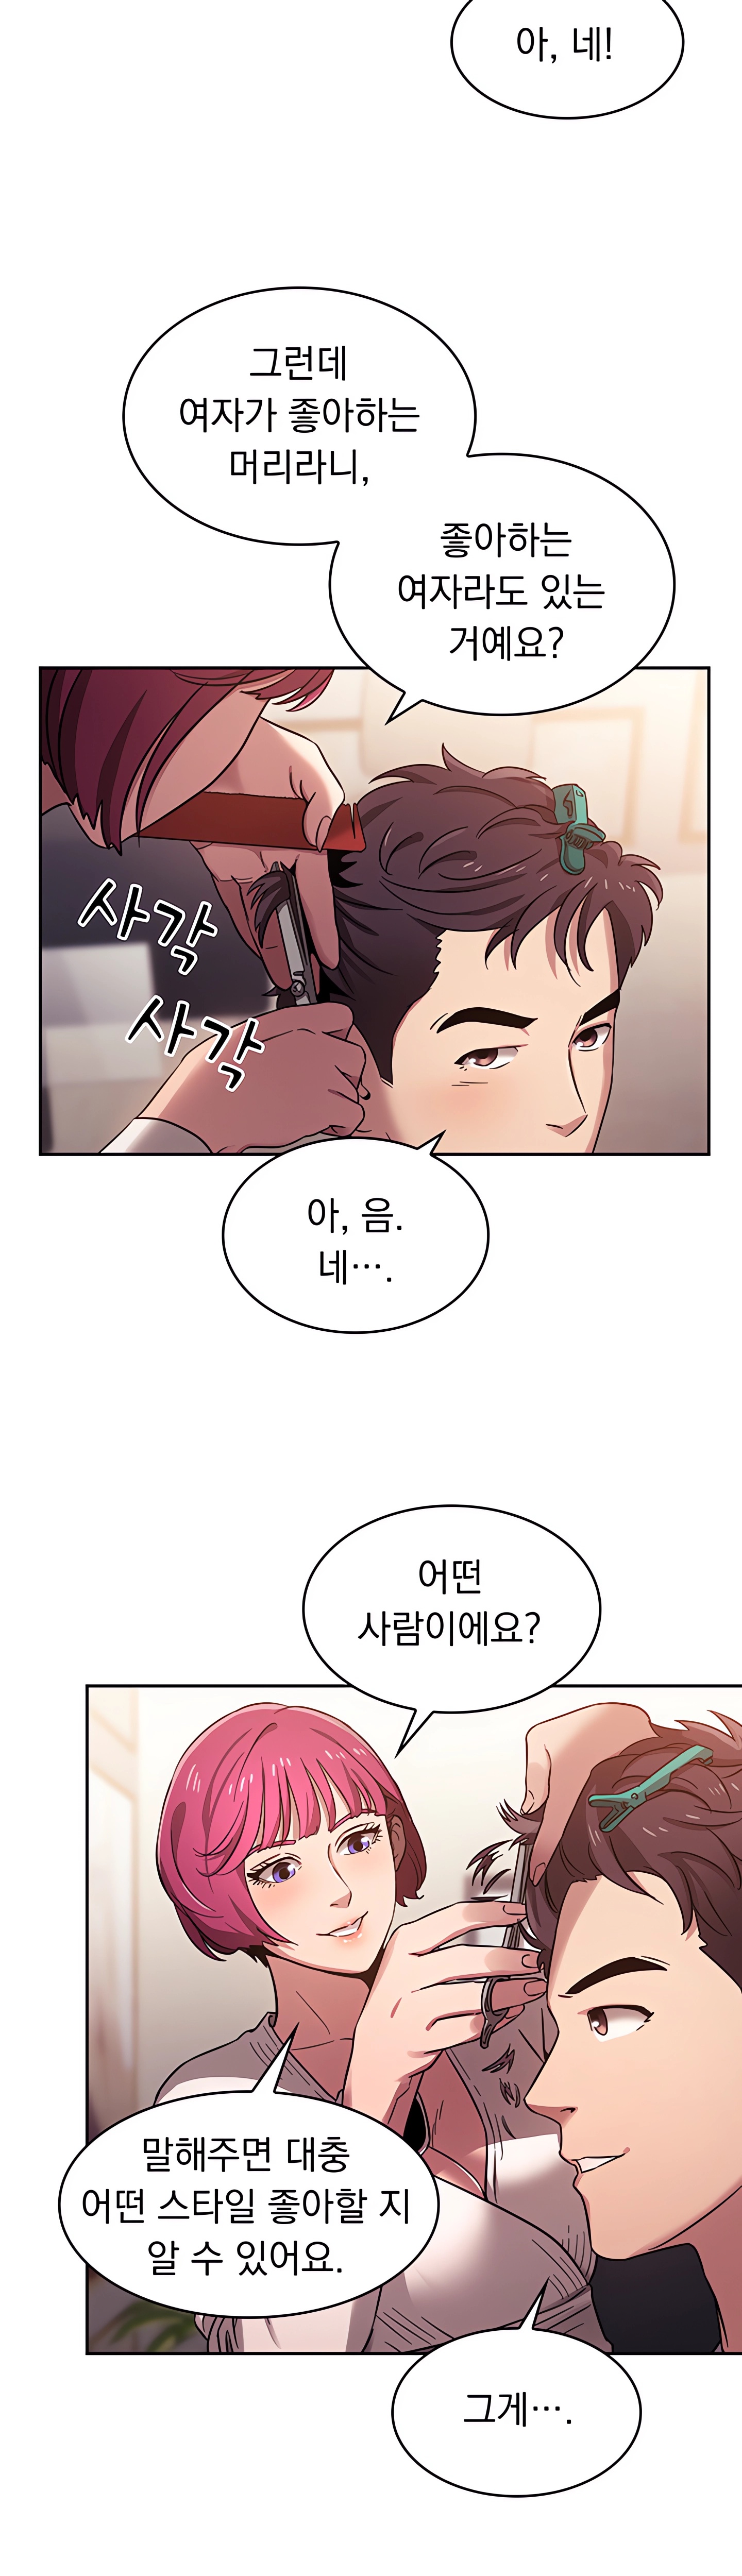 아, 네!
그런데
여자가 좋아하는
머리라니,
좋아하는
여자라도 있는
거예요?
사각
사각
아, 음.
네….
어떤
사람이에요?
말해주면 대충
어떤 스타일 좋아할 지
알 수 있어요.
그게….